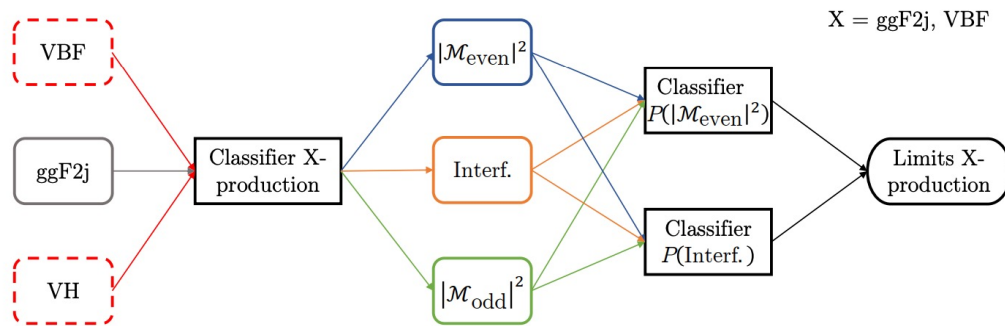 X = ggF2j, VBF
VBF
ggF2j
VH
Classifier X-
production
|ℳ_even|²
Interf.
|ℳ_odd|²
Classifier
P(|ℳ_even|²)
Classifier
P(Interf.)
Limits X-
production